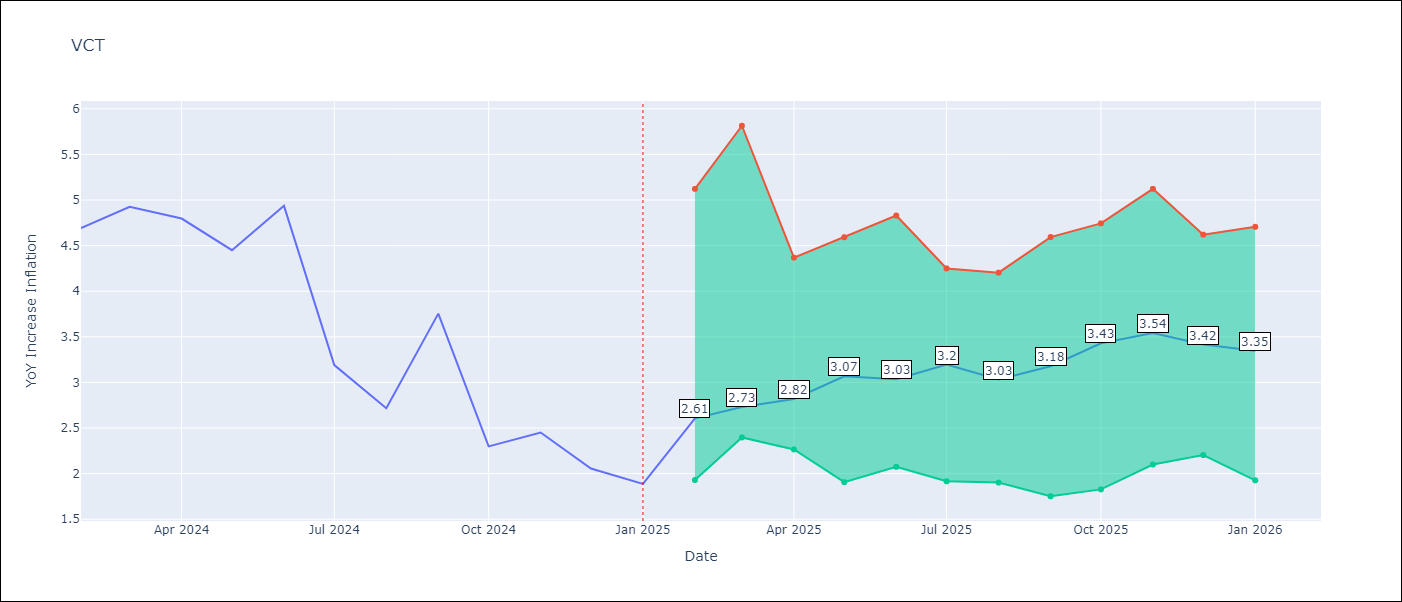 VCT
YoY Increase Inflation
6
5.5
5
4.5
4
3.5
3
2.5
2
1.5
2.61
2.73
2.82
3.07
3.03
3.2
3.03
3.18
3.43
3.54
3.42
3.35
Apr 2024
Jul 2024
Oct 2024
Jan 2025
Apr 2025
Jul 2025
Oct 2025
Jan 2026
Date